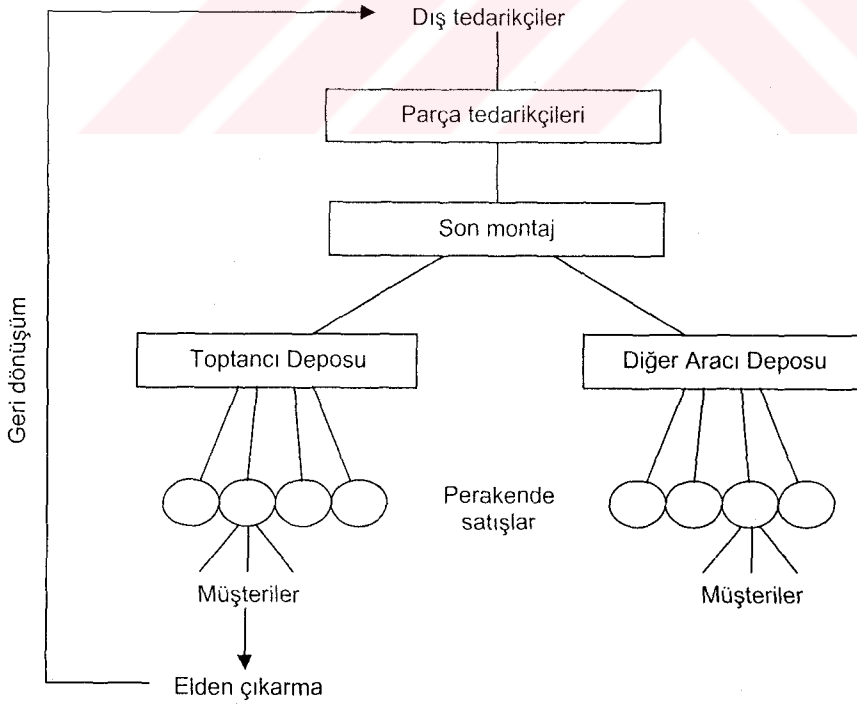 Dış tedarikçiler
Parça tedarikçileri
Son montaj
Geri dönüşüm
Toptancı Deposu
Diğer Aracı Deposu
Perakende
satışlar
Müşteriler
Müşteriler
Elden çıkarma